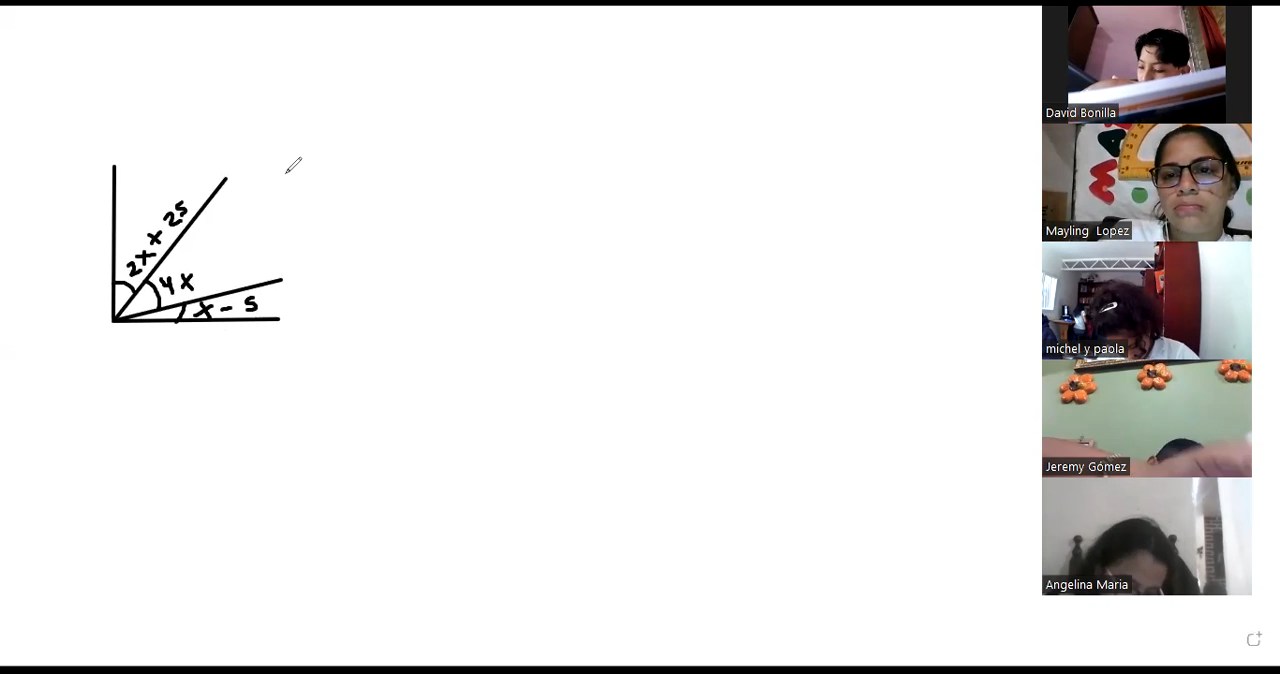 2x + 25
4x
x - 5
David Bonilla
Mayling Lopez
michel y paola
Jeremy Gómez
Angelina Maria